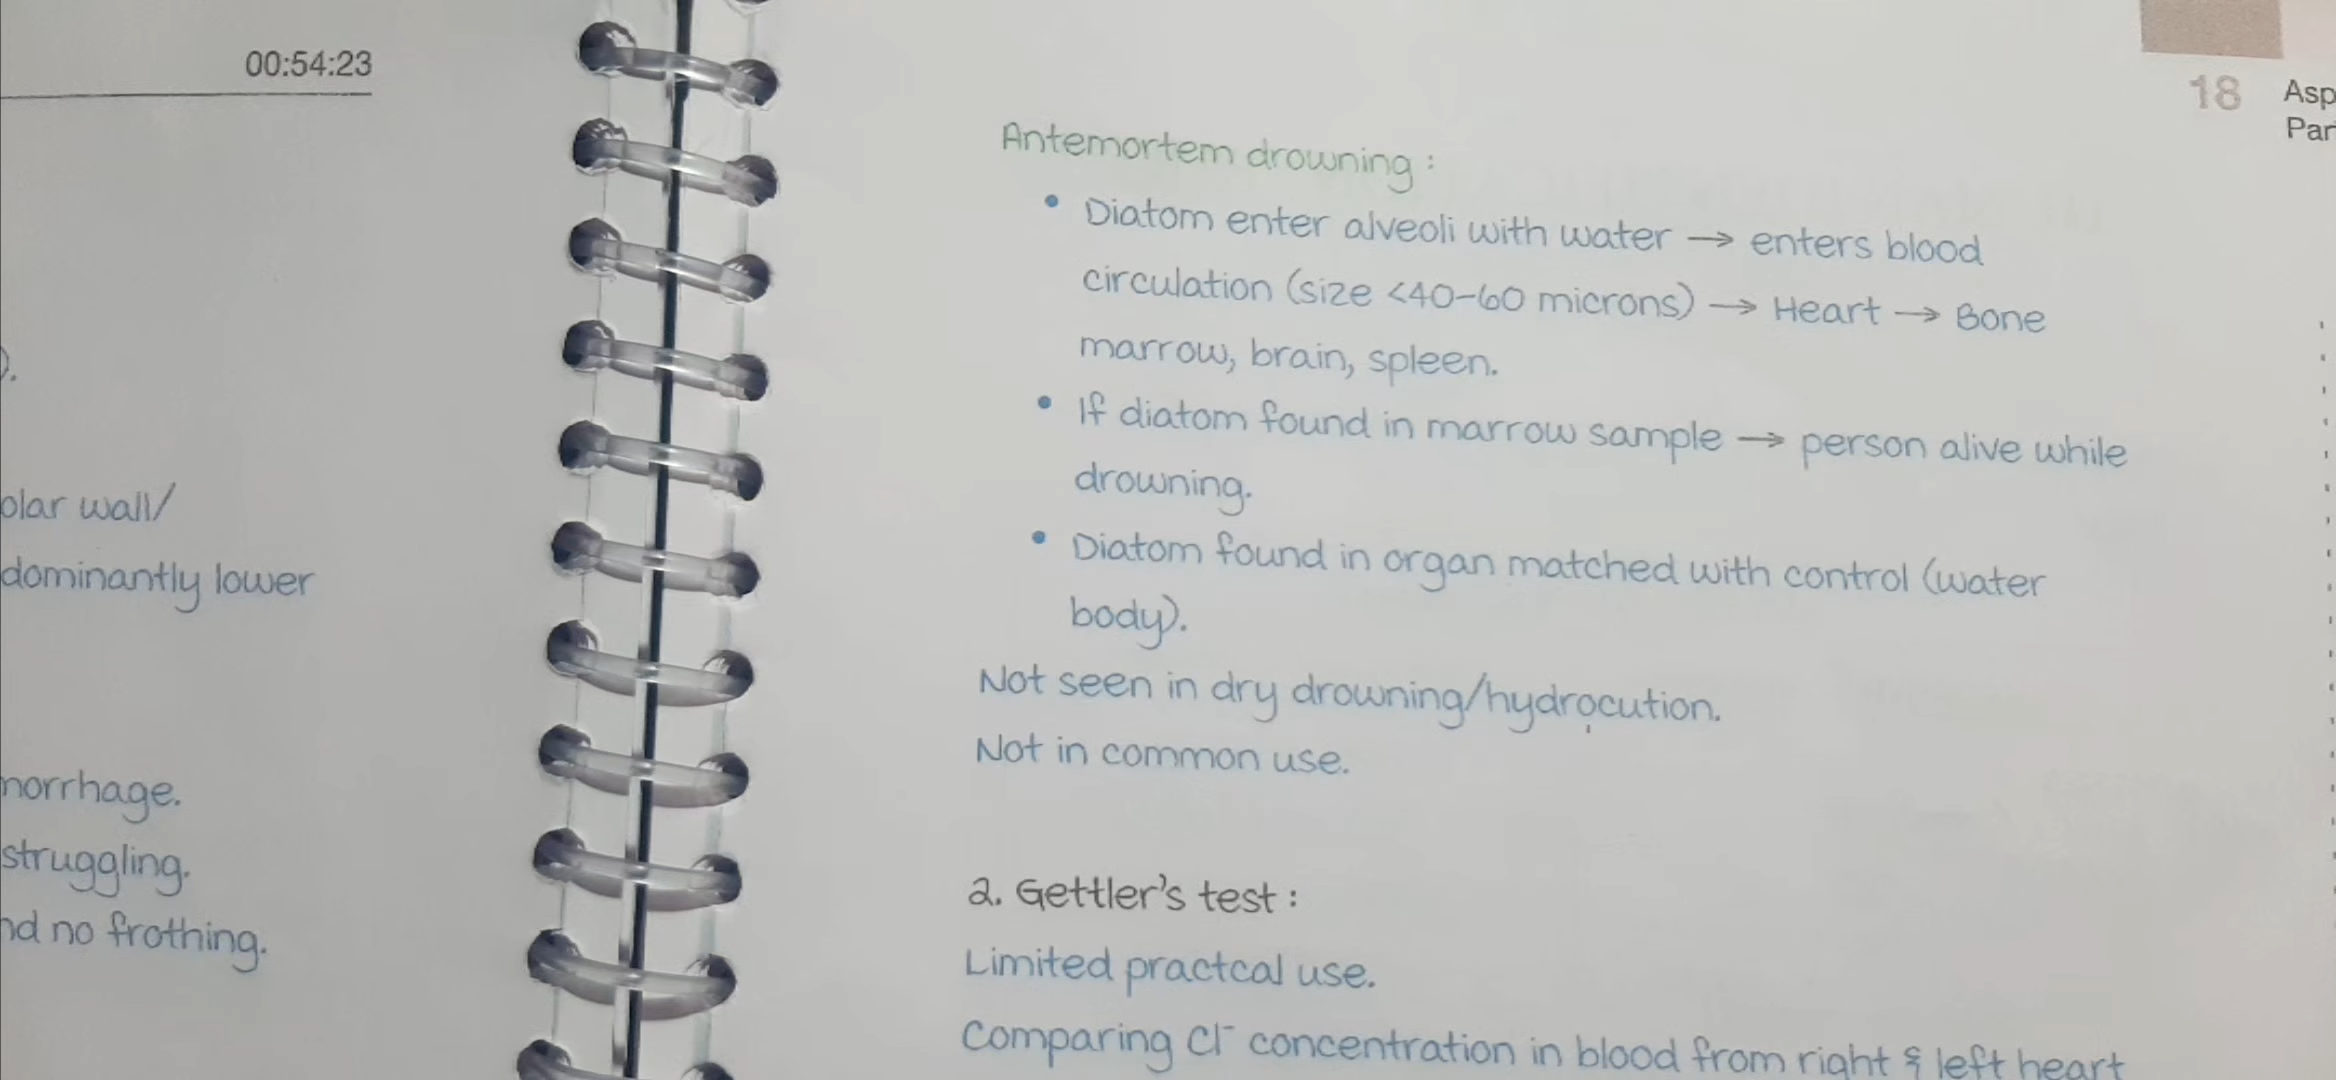 00:54:23
).
olar wall/
dominantly lower
norrhage.
struggling.
nd no frothing.
18 Asp
Par
Antemortem drowning :
• Diatom enter alveoli with water → enters blood
circulation (size <40-60 microns) → Heart → Bone
marrow, brain, spleen.
• If diatom found in marrow sample → person alive while
drowning.
• Diatom found in organ matched with control (water
body).
Not seen in dry drowning/hydrocution.
Not in common use.
2. Gettler's test :
Limited practcal use.
Comparing Cl⁻ concentration in blood from right & left heart